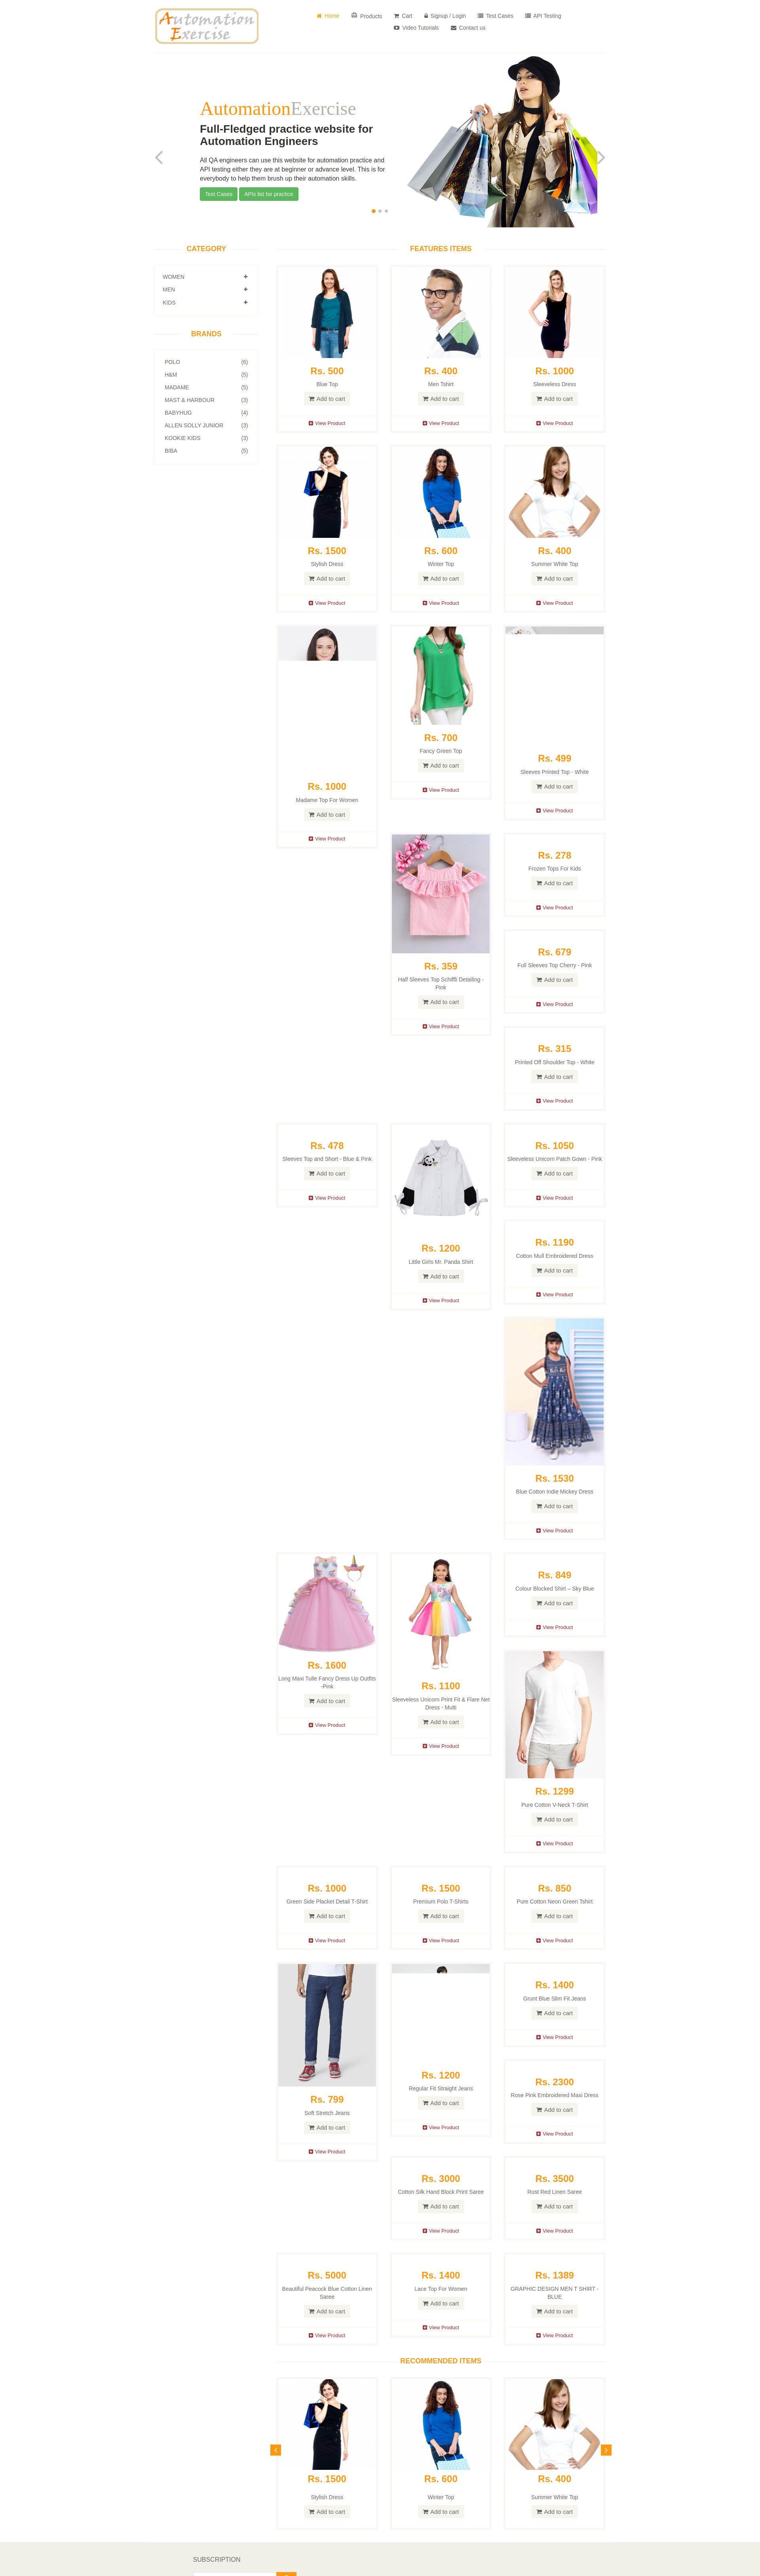 Automation
Exercise
Home
Products
Cart
Signup / Login
Test Cases
API Testing
Video Tutorials
Contact us
AutomationExercise
Full-Fledged practice website for
Automation Engineers
All QA engineers can use this website for automation practice and
API testing either they are at beginner or advance level. This is for
everybody to help them brush up their automation skills.
Test Cases
APIs list for practice
CATEGORY
WOMEN
MEN
KIDS
BRANDS
POLO (6)
H&M (5)
MADAME (5)
MAST & HARBOUR (3)
BABYHUG (4)
ALLEN SOLLY JUNIOR (3)
KOOKIE KIDS (3)
BIBA (5)
FEATURES ITEMS
Rs. 500
Blue Top
Add to cart
View Product
Rs. 400
Men Tshirt
Add to cart
View Product
Rs. 1000
Sleeveless Dress
Add to cart
View Product
Rs. 1500
Stylish Dress
Add to cart
View Product
Rs. 600
Winter Top
Add to cart
View Product
Rs. 400
Summer White Top
Add to cart
View Product
Rs. 1000
Madame Top For Women
Add to cart
View Product
Rs. 700
Fancy Green Top
Add to cart
View Product
Rs. 499
Sleeves Printed Top - White
Add to cart
View Product
Rs. 359
Half Sleeves Top Schiffli Detailing -
Pink
Add to cart
View Product
Rs. 278
Frozen Tops For Kids
Add to cart
View Product
Rs. 679
Full Sleeves Top Cherry - Pink
Add to cart
View Product
Rs. 315
Printed Off Shoulder Top - White
Add to cart
View Product
Rs. 478
Sleeves Top and Short - Blue & Pink
Add to cart
View Product
Rs. 1200
Little Girls Mr. Panda Shirt
Add to cart
View Product
Rs. 1050
Sleeveless Unicorn Patch Gown - Pink
Add to cart
View Product
Rs. 1190
Cotton Mull Embroidered Dress
Add to cart
View Product
Rs. 1530
Blue Cotton Indie Mickey Dress
Add to cart
View Product
Rs. 1600
Long Maxi Tulle Fancy Dress Up Outfits
-Pink
Add to cart
View Product
Rs. 1100
Sleeveless Unicorn Print Fit & Flare Net
Dress - Multi
Add to cart
View Product
Rs. 849
Colour Blocked Shirt – Sky Blue
Add to cart
View Product
Rs. 1299
Pure Cotton V-Neck T-Shirt
Add to cart
View Product
Rs. 1000
Green Side Placket Detail T-Shirt
Add to cart
View Product
Rs. 1500
Premium Polo T-Shirts
Add to cart
View Product
Rs. 850
Pure Cotton Neon Green Tshirt
Add to cart
View Product
Rs. 799
Soft Stretch Jeans
Add to cart
View Product
Rs. 1200
Regular Fit Straight Jeans
Add to cart
View Product
Rs. 1400
Grunt Blue Slim Fit Jeans
Add to cart
View Product
Rs. 2300
Rose Pink Embroidered Maxi Dress
Add to cart
View Product
Rs. 3000
Cotton Silk Hand Block Print Saree
Add to cart
View Product
Rs. 3500
Rust Red Linen Saree
Add to cart
View Product
Rs. 5000
Beautiful Peacock Blue Cotton Linen
Saree
Add to cart
View Product
Rs. 1400
Lace Top For Women
Add to cart
View Product
Rs. 1389
GRAPHIC DESIGN MEN T SHIRT -
BLUE
Add to cart
View Product
RECOMMENDED ITEMS
Rs. 1500
Stylish Dress
Add to cart
Rs. 600
Winter Top
Add to cart
Rs. 400
Summer White Top
Add to cart
SUBSCRIPTION